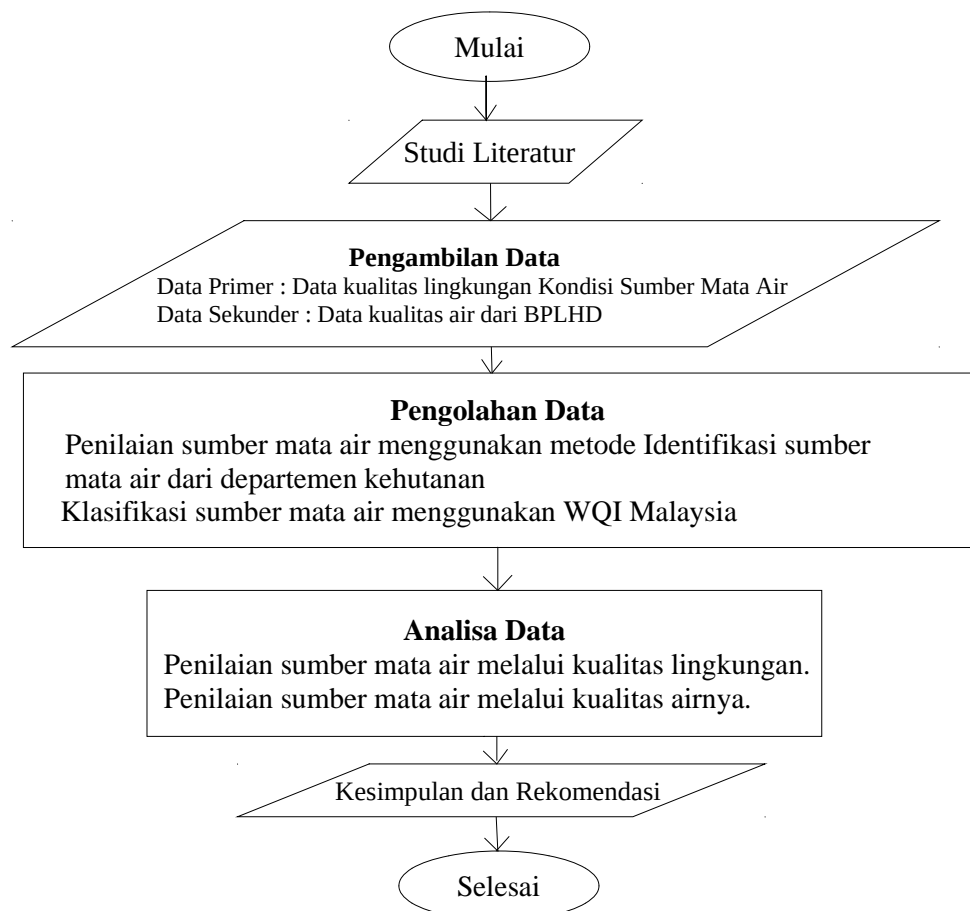 Mulai
Studi Literatur
Pengambilan Data
Data Primer : Data kualitas lingkungan Kondisi Sumber Mata Air
Data Sekunder : Data kualitas air dari BPLHD
Pengolahan Data
Penilaian sumber mata air menggunakan metode Identifikasi sumber
mata air dari departemen kehutanan
Klasifikasi sumber mata air menggunakan WQI Malaysia
Analisa Data
Penilaian sumber mata air melalui kualitas lingkungan.
Penilaian sumber mata air melalui kualitas airnya.
Kesimpulan dan Rekomendasi
Selesai